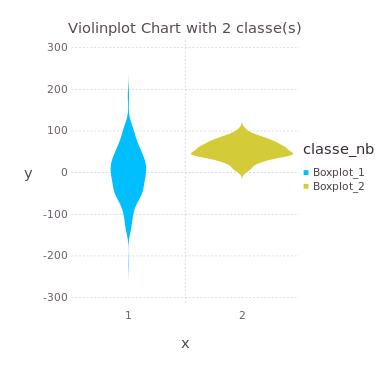 Violinplot Chart with 2 classe(s)
300
200
100
0
-100
-200
-300
y
1
2
x
classe_nb
Boxplot_1
Boxplot_2